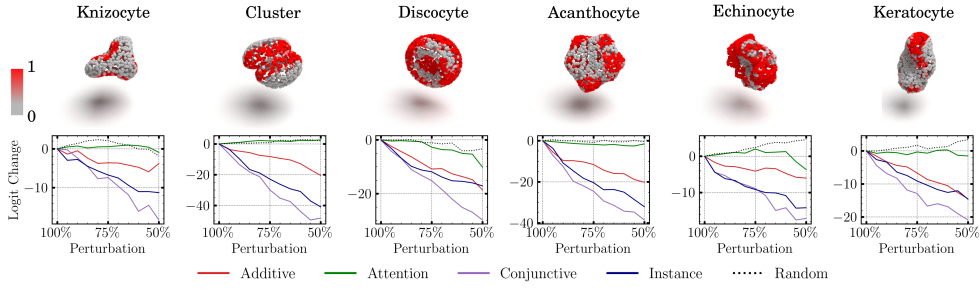 Knizocyte Cluster Discocyte Acanthocyte Echinocyte Keratocyte
1
0
Logit Change
0
−10
100% 75% 50%
Perturbation
0
−20
−40
100% 75% 50%
Perturbation
0
−20
100% 75% 50%
Perturbation
0
−20
−40
100% 75% 50%
Perturbation
0
−10
100% 75% 50%
Perturbation
0
−10
−20
100% 75% 50%
Perturbation
Additive Attention Conjunctive Instance Random